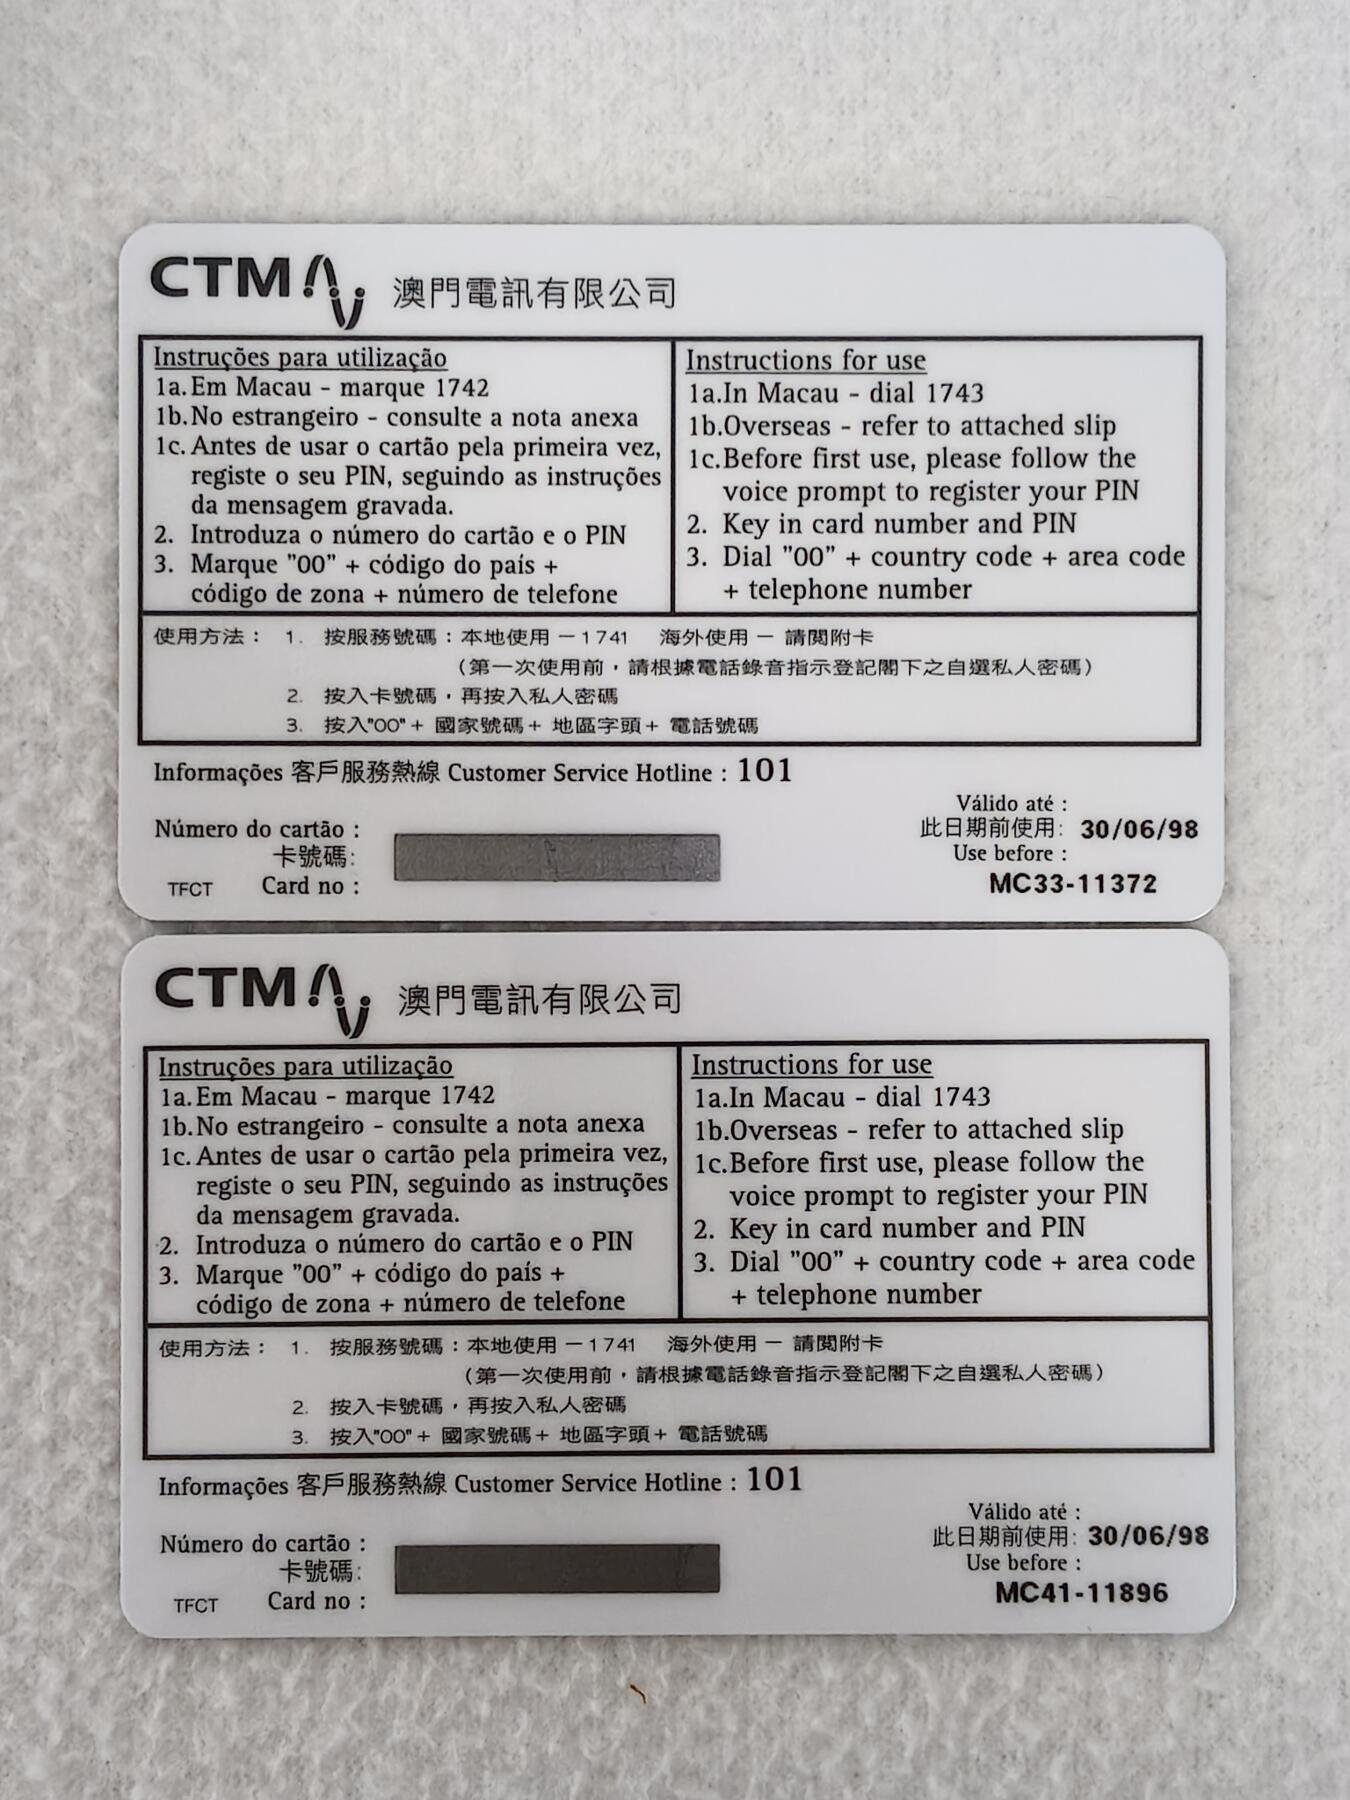 CTM 澳門電訊有限公司
Instruções para utilização
1a. Em Macau - marque 1742
1b. No estrangeiro - consulte a nota anexa
1c. Antes de usar o cartão pela primeira vez,
registe o seu PIN, seguindo as instruções
da mensagem gravada.
2. Introduza o número do cartão e o PIN
3. Marque "00" + código do país +
código de zona + número de telefone
Instructions for use
1a.In Macau - dial 1743
1b.Overseas - refer to attached slip
1c.Before first use, please follow the
voice prompt to register your PIN
2. Key in card number and PIN
3. Dial "00" + country code + area code
+ telephone number
使用方法： 1. 按服務號碼：本地使用－1741 海外使用－請閱附卡
（第一次使用前，請根據電話錄音指示登記閣下之自選私人密碼）
2. 按入卡號碼，再按入私人密碼
3. 按入"00"+ 國家號碼+ 地區字頭+ 電話號碼
Informações 客戶服務熱線 Customer Service Hotline : 101
Número do cartão :
卡號碼:
TFCT Card no :
Válido até :
此日期前使用: 30/06/98
Use before :
MC33-11372
CTM 澳門電訊有限公司
Instruções para utilização
1a. Em Macau - marque 1742
1b. No estrangeiro - consulte a nota anexa
1c. Antes de usar o cartão pela primeira vez,
registe o seu PIN, seguindo as instruções
da mensagem gravada.
2. Introduza o número do cartão e o PIN
3. Marque "00" + código do país +
código de zona + número de telefone
Instructions for use
1a.In Macau - dial 1743
1b.Overseas - refer to attached slip
1c.Before first use, please follow the
voice prompt to register your PIN
2. Key in card number and PIN
3. Dial "00" + country code + area code
+ telephone number
使用方法： 1. 按服務號碼：本地使用－1741 海外使用－請閱附卡
（第一次使用前，請根據電話錄音指示登記閣下之自選私人密碼）
2. 按入卡號碼，再按入私人密碼
3. 按入"00"+ 國家號碼+ 地區字頭+ 電話號碼
Informações 客戶服務熱線 Customer Service Hotline : 101
Número do cartão :
卡號碼:
TFCT Card no :
Válido até :
此日期前使用: 30/06/98
Use before :
MC41-11896